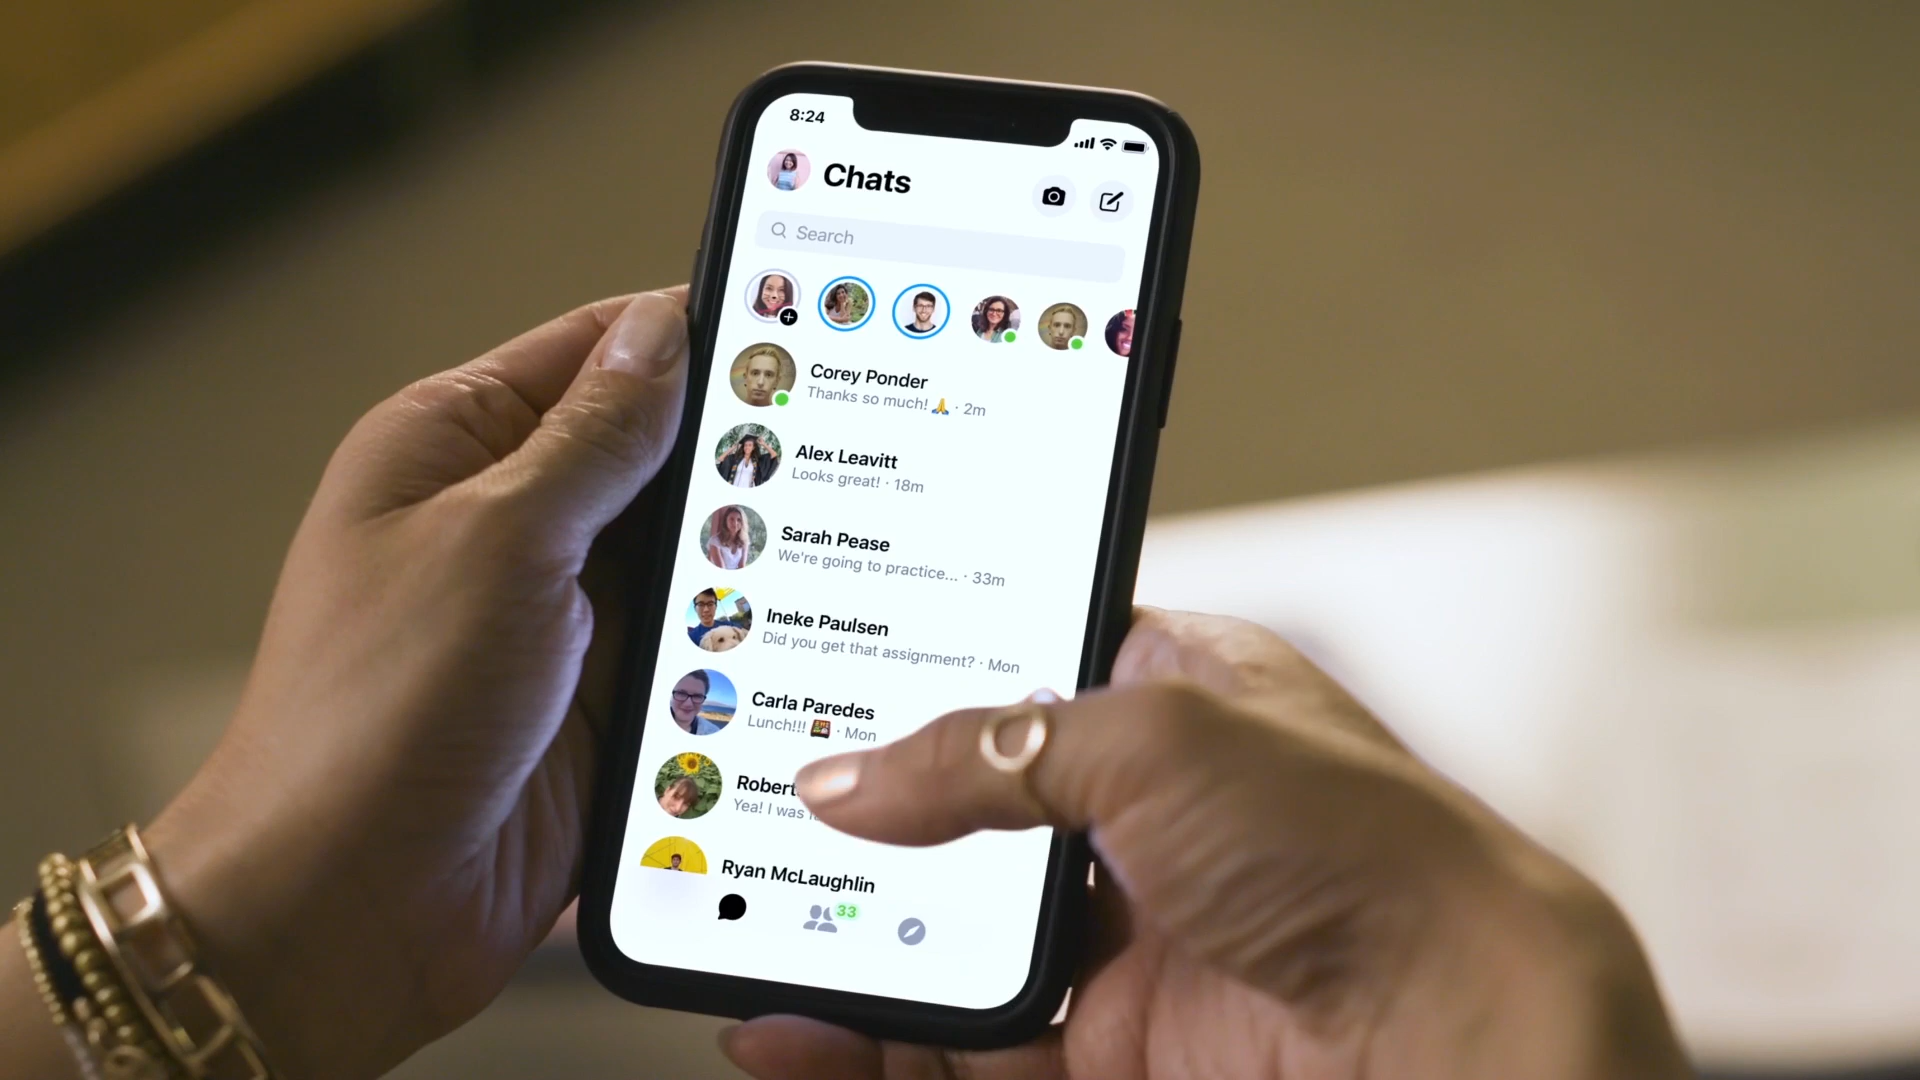 8:24
Chats
Search
Corey Ponder
Thanks so much! 🙏 · 2m
Alex Leavitt
Looks great! · 18m
Sarah Pease
We're going to practice... · 33m
Ineke Paulsen
Did you get that assignment? · Mon
Carla Paredes
Lunch!!! 🍱 · Mon
Robert
Yea! I was
Ryan McLaughlin
33